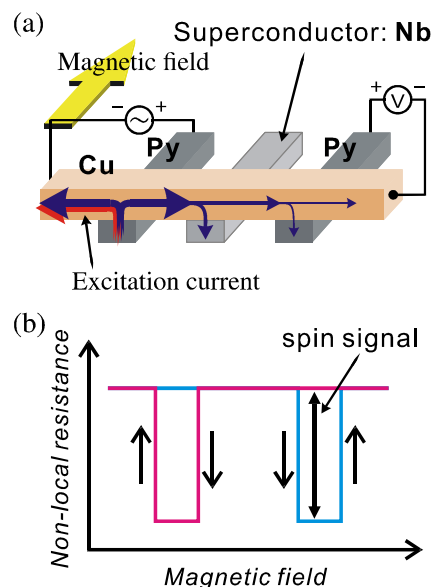 (a)
Superconductor: Nb
Magnetic field
− +
+ −
V
Py
Py
Cu
Excitation current
(b)
spin signal
Non-local resistance
Magnetic field